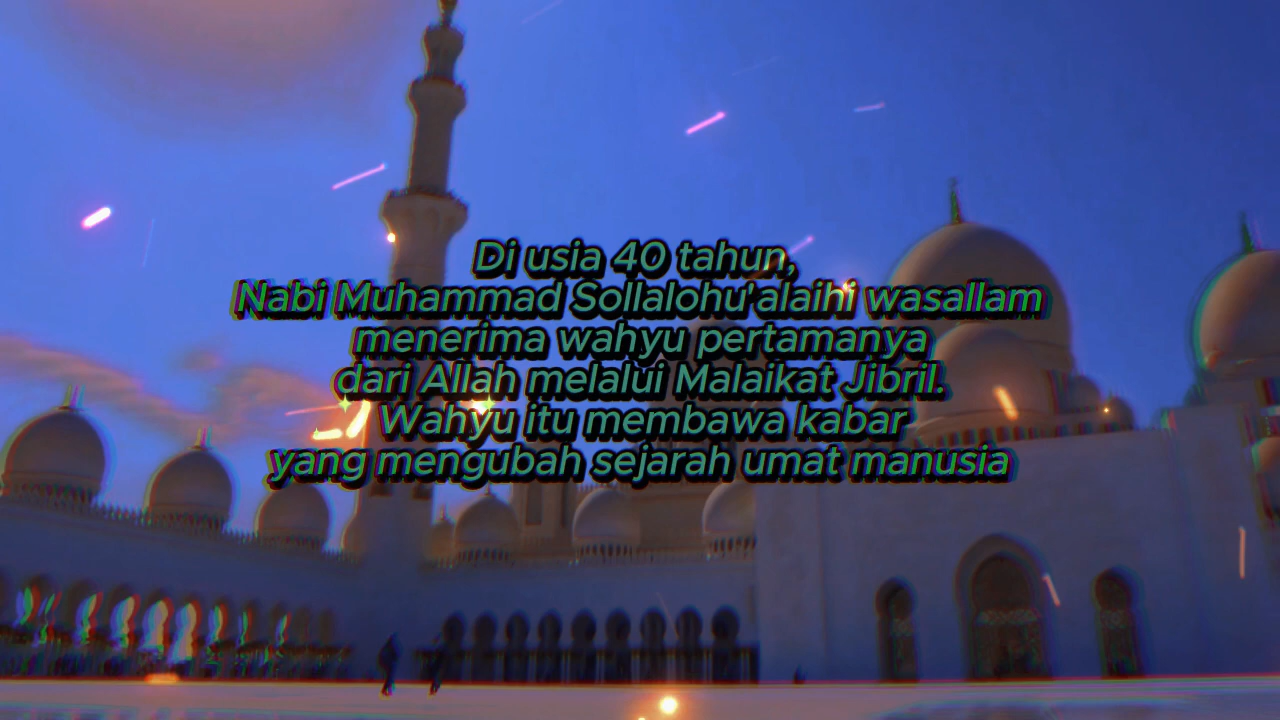 Di usia 40 tahun,
Nabi Muhammad Sollalohu'alaihi wasallam
menerima wahyu pertamanya
dari Allah melalui Malaikat Jibril.
Wahyu itu membawa kabar
yang mengubah sejarah umat manusia